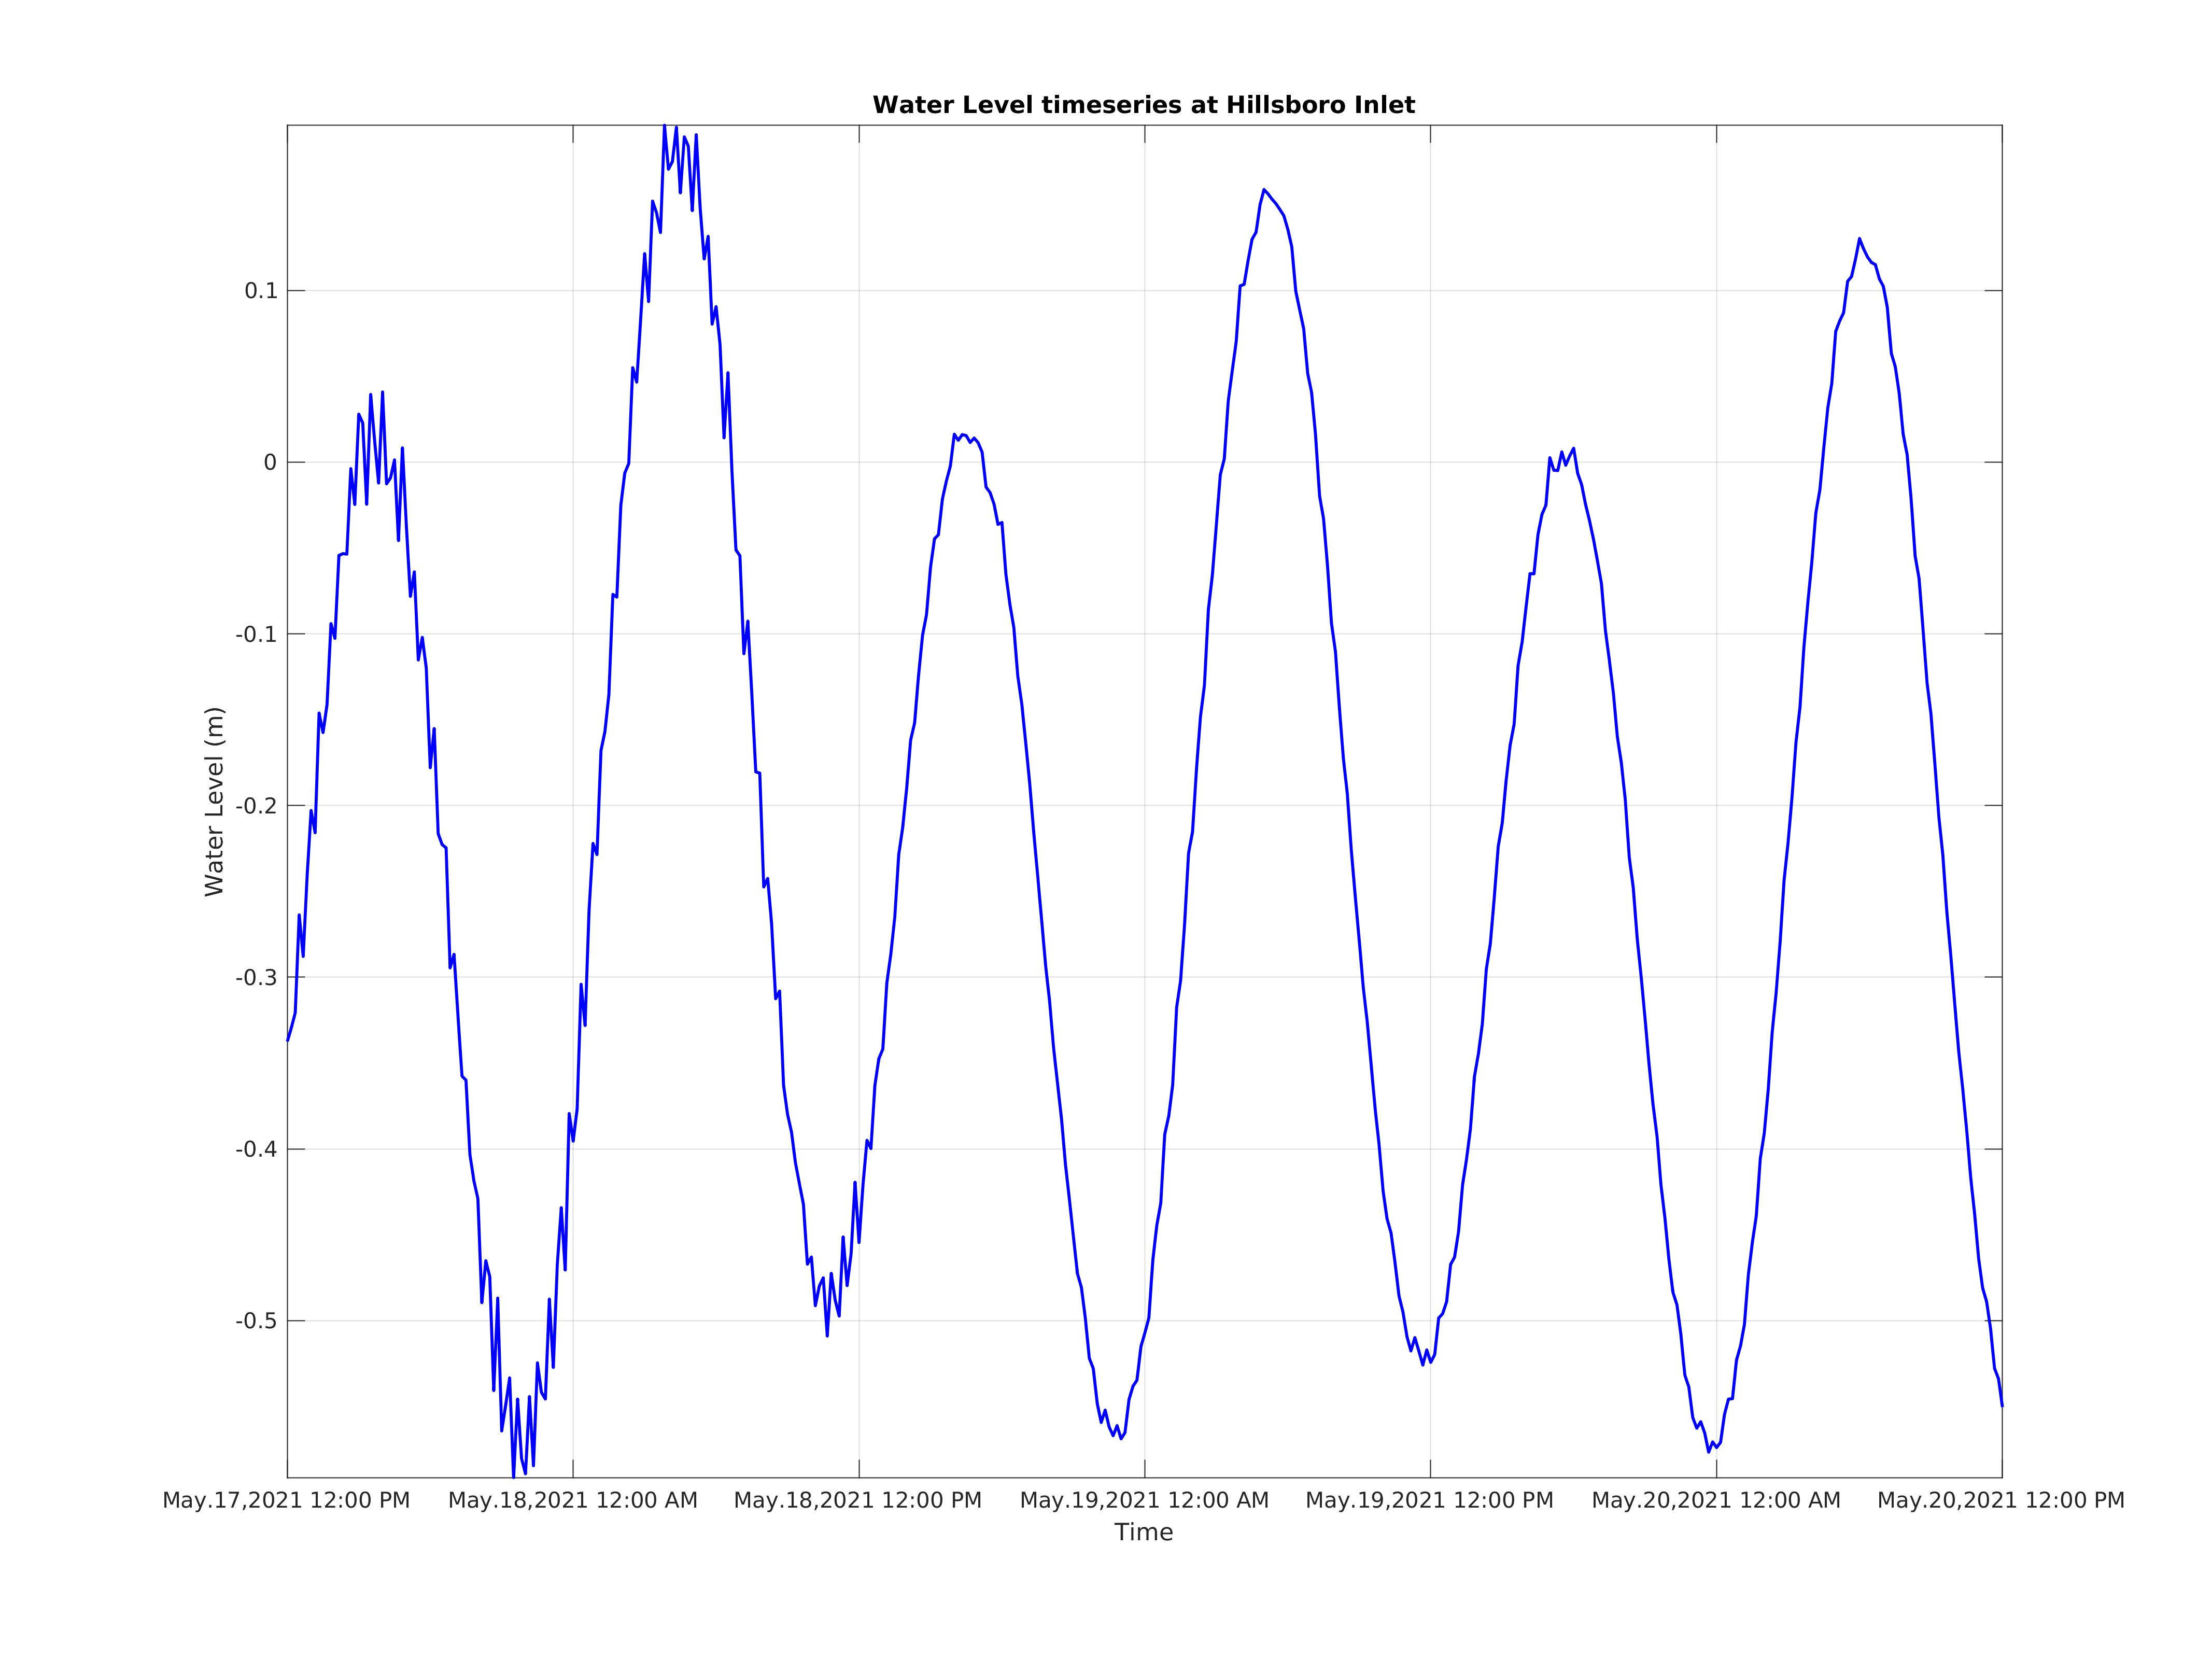 Water Level timeseries at Hillsboro Inlet
0.1
0
-0.1
-0.2
-0.3
-0.4
-0.5
Water Level (m)
May.17,2021 12:00 PM
May.18,2021 12:00 AM
May.18,2021 12:00 PM
May.19,2021 12:00 AM
May.19,2021 12:00 PM
May.20,2021 12:00 AM
May.20,2021 12:00 PM
Time